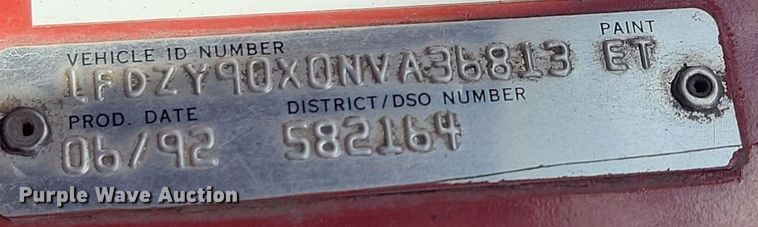 VEHICLE ID NUMBER PAINT
1FDZY90X0NVA36813 ET
PROD. DATE DISTRICT/DSO NUMBER
06/92 582164
Purple Wave Auction